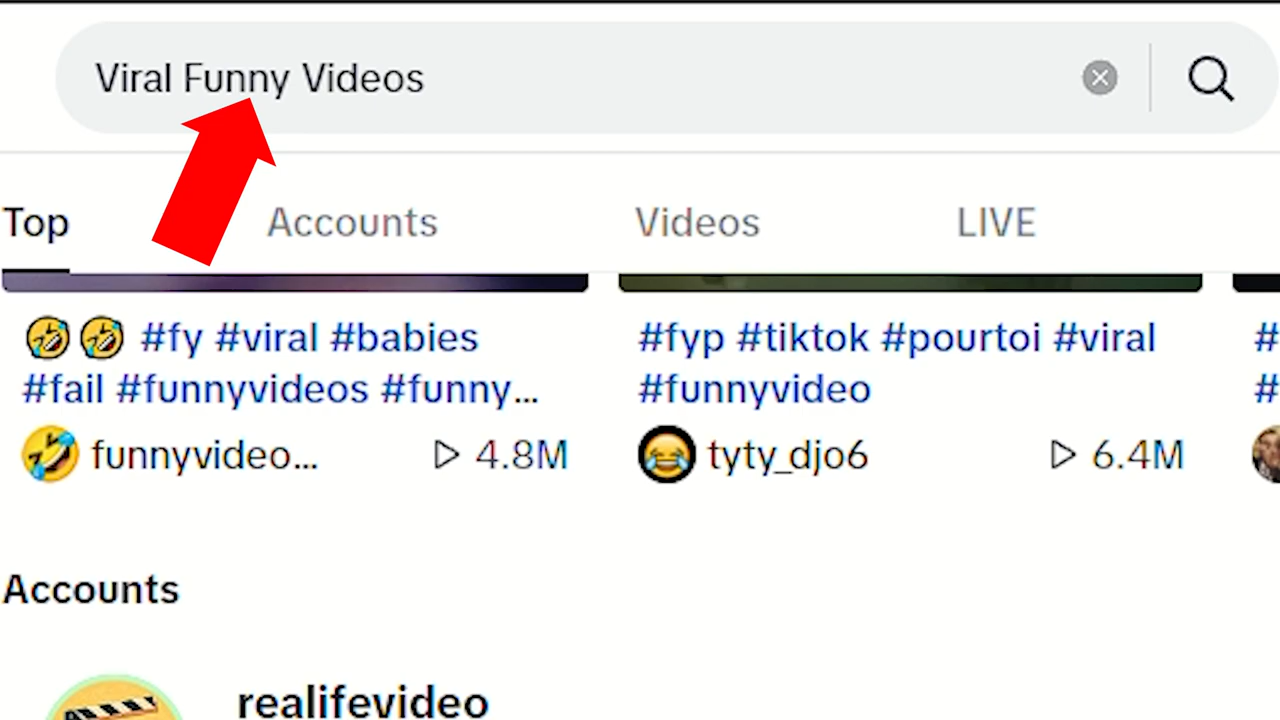 Viral Funny Videos
Top Accounts Videos LIVE
🤣🤣 #fy #viral #babies
#fail #funnyvideos #funny...
funnyvideo... 4.8M
#fyp #tiktok #pourtoi #viral
#funnyvideo
tyty_djo6 6.4M
#
#
Accounts
realifevideo